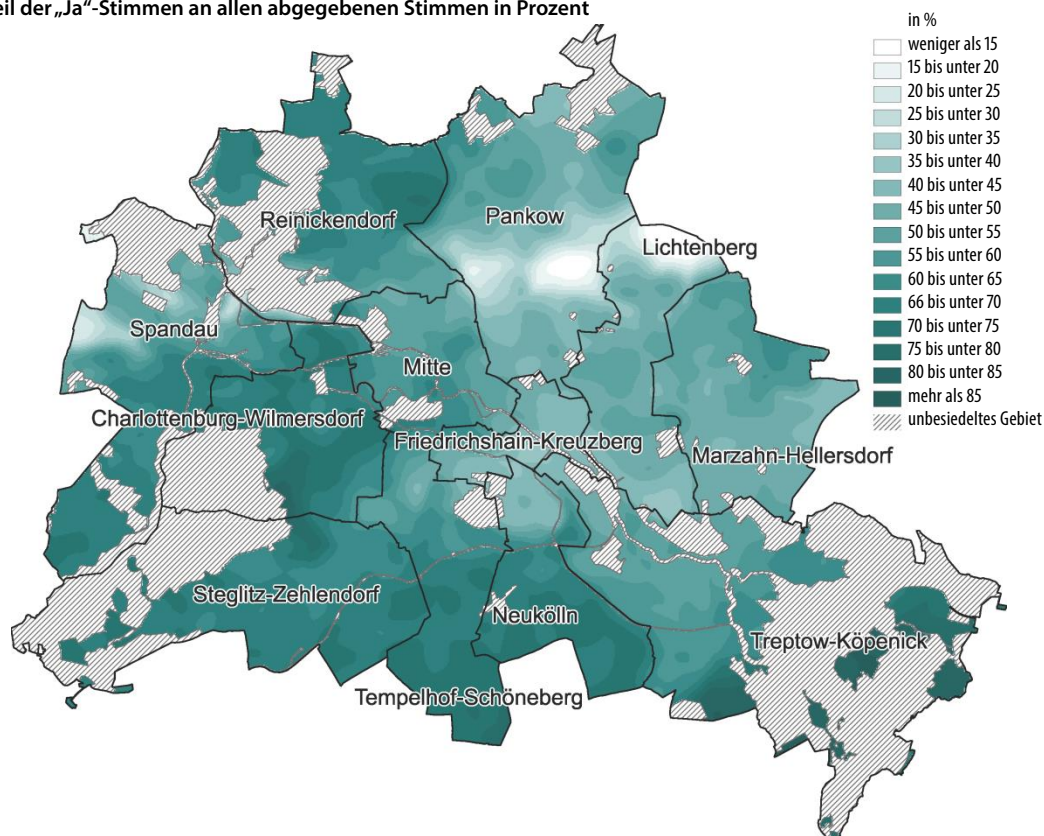 eil der „Ja“-Stimmen an allen abgegebenen Stimmen in Prozent
in %
weniger als 15
15 bis unter 20
20 bis unter 25
25 bis unter 30
30 bis unter 35
35 bis unter 40
40 bis unter 45
45 bis unter 50
50 bis unter 55
55 bis unter 60
60 bis unter 65
66 bis unter 70
70 bis unter 75
75 bis unter 80
80 bis unter 85
mehr als 85
unbesiedeltes Gebiet
Reinickendorf
Pankow
Lichtenberg
Spandau
Mitte
Charlottenburg-Wilmersdorf
Friedrichshain-Kreuzberg
Marzahn-Hellersdorf
Steglitz-Zehlendorf
Neukölln
Treptow-Köpenick
Tempelhof-Schöneberg